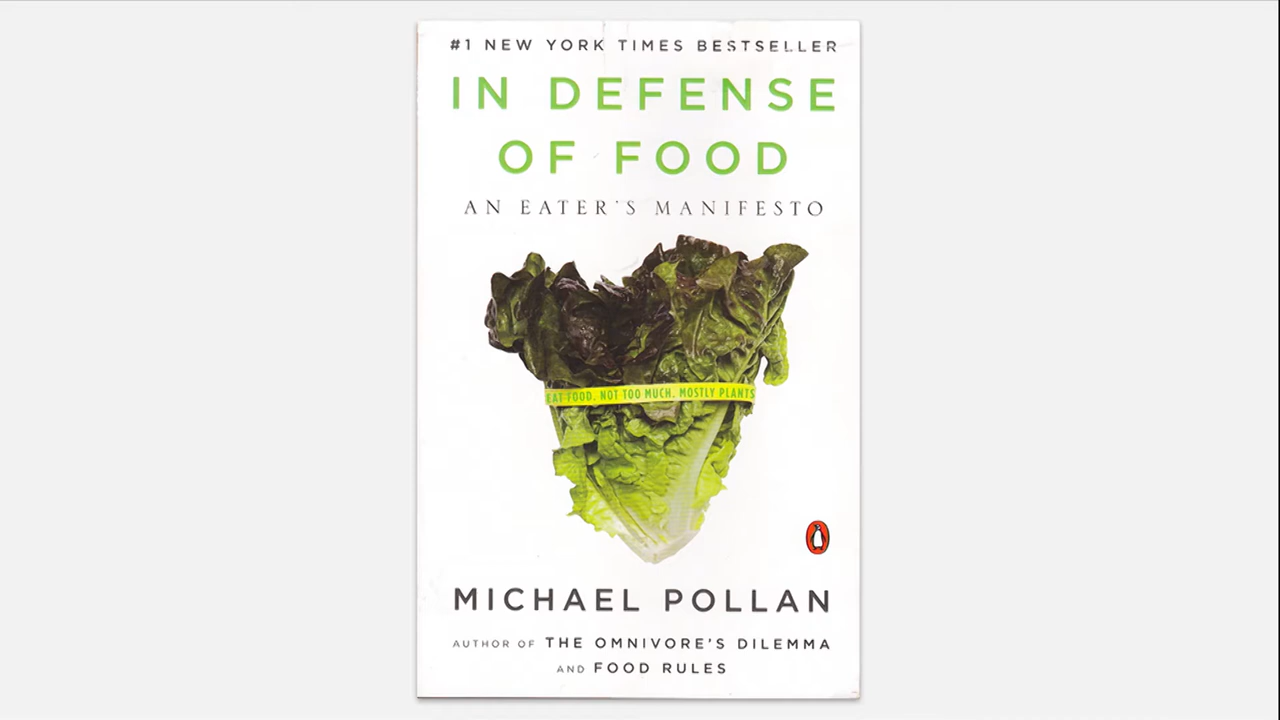 #1 NEW YORK TIMES BESTSELLER
IN DEFENSE
OF FOOD
AN EATER'S MANIFESTO
EAT FOOD. NOT TOO MUCH. MOSTLY PLANTS
MICHAEL POLLAN
AUTHOR OF THE OMNIVORE'S DILEMMA
AND FOOD RULES